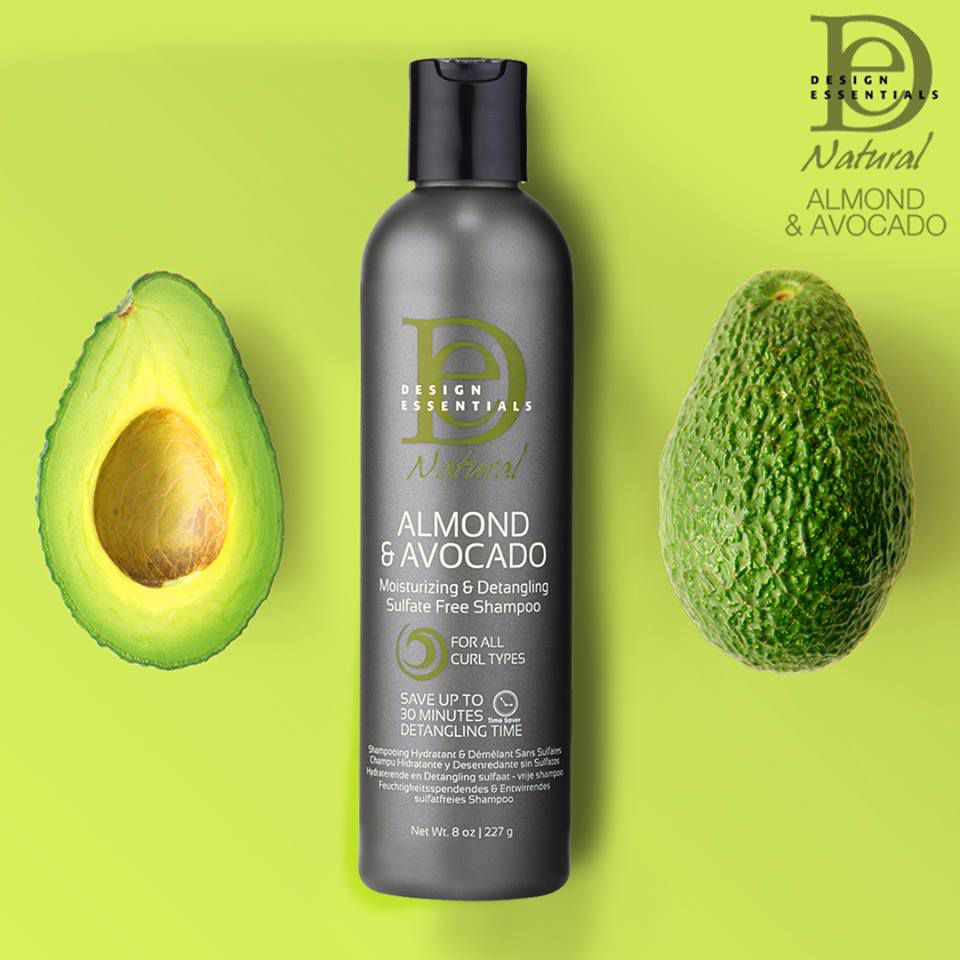 De
DESIGN
ESSENTIALS
Natural
ALMOND
& AVOCADO
De
DESIGN
ESSENTIALS
Natural
ALMOND
& AVOCADO
Moisturizing & Detangling
Sulfate Free Shampoo
FOR ALL
CURL TYPES
SAVE UP TO
30 MINUTES Time Saver
DETANGLING TIME
Shampooing Hydratant & Démêlant Sans Sulfates
Champu Hidratante y Desenredante sin Sulfatos
Hydraterende en Detangling sulfaat - vrije shampoo
Feuchtigkeitsspendendes & Entwirrendes
sulfatfreies Shampoo
Net Wt. 8 oz | 227 g